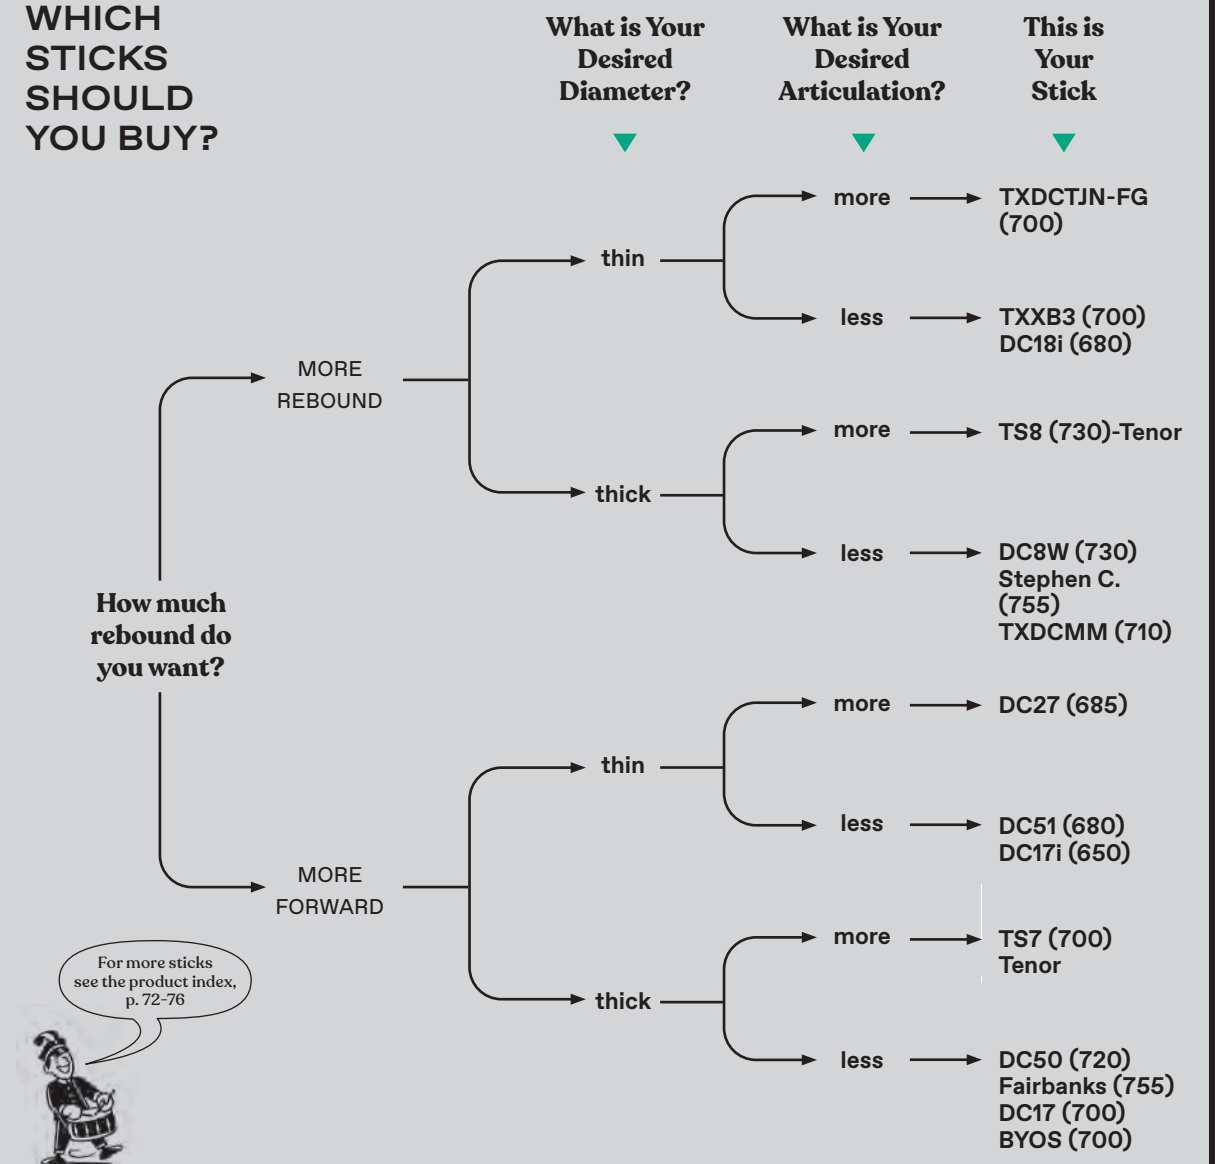 WHICH
STICKS
SHOULD
YOU BUY?
What is Your
Desired
Diameter?
What is Your
Desired
Articulation?
This is
Your
Stick
How much
rebound do
you want?
MORE
REBOUND
thin
more
TXDCTJN-FG
(700)
less
TXXB3 (700)
DC18i (680)
thick
more
TS8 (730)-Tenor
less
DC8W (730)
Stephen C.
(755)
TXDCMM (710)
MORE
FORWARD
thin
more
DC27 (685)
less
DC51 (680)
DC17i (650)
thick
more
TS7 (700)
Tenor
less
DC50 (720)
Fairbanks (755)
DC17 (700)
BYOS (700)
For more sticks
see the product index,
p. 72-76